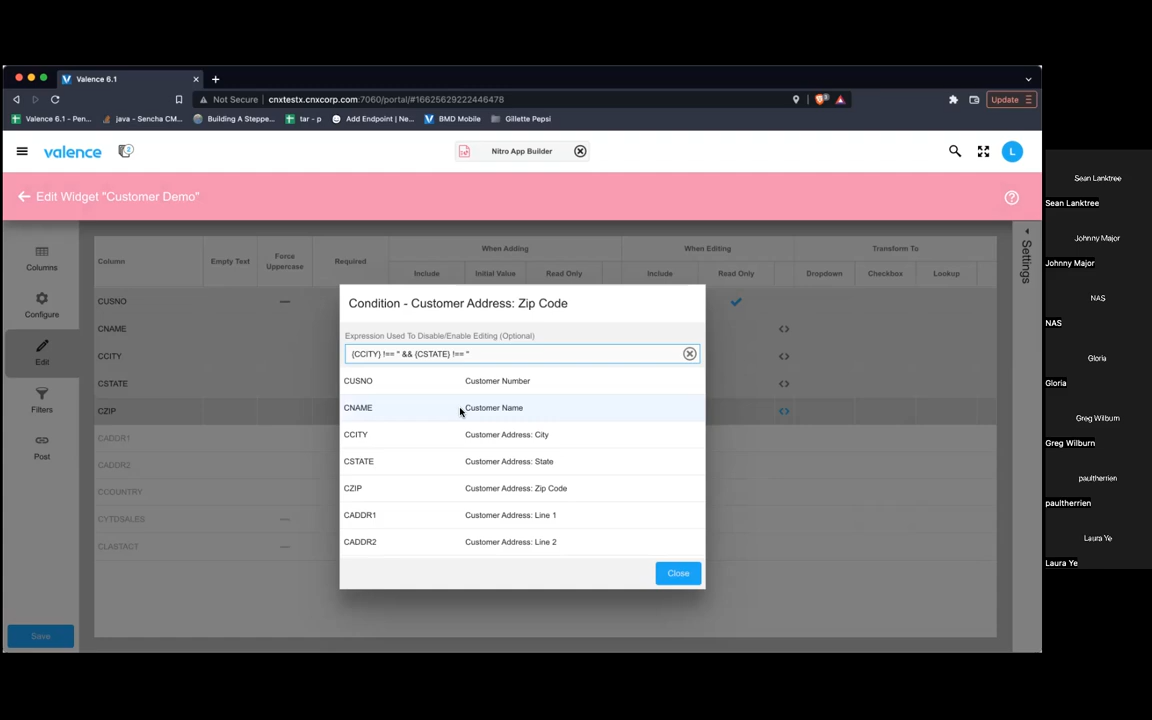 Valence 6.1
Not Secure | cnxtestx.cnxcorp.com:7060/portal/#16625629222446478
Update
Valence 6.1 - Pen...
java - Sencha CM...
Building A Steppe...
tar - p
Add Endpoint | Ne...
BMD Mobile
Gillette Pepsi
valence
Nitro App Builder
L
Edit Widget "Customer Demo"
Columns
Configure
Edit
Filters
Post
Save
Column
Empty Text
Force Uppercase
Required
When Adding
When Editing
Transform To
Include
Initial Value
Read Only
Include
Read Only
Dropdown
Checkbox
Lookup
Settings
CUSNO
CNAME
CCITY
CSTATE
CZIP
CADDR1
CADDR2
CCOUNTRY
CYTDSALES
CLASTACT
Condition - Customer Address: Zip Code
Expression Used To Disable/Enable Editing (Optional)
{CCITY} !== '' && {CSTATE} !== ''
CUSNO Customer Number
CNAME Customer Name
CCITY Customer Address: City
CSTATE Customer Address: State
CZIP Customer Address: Zip Code
CADDR1 Customer Address: Line 1
CADDR2 Customer Address: Line 2
Close
Sean Lanktree
Sean Lanktree
Johnny Major
Johnny Major
NAS
NAS
Gloria
Gloria
Greg Wilburn
Greg Wilburn
paultherrien
paultherrien
Laura Ye
Laura Ye